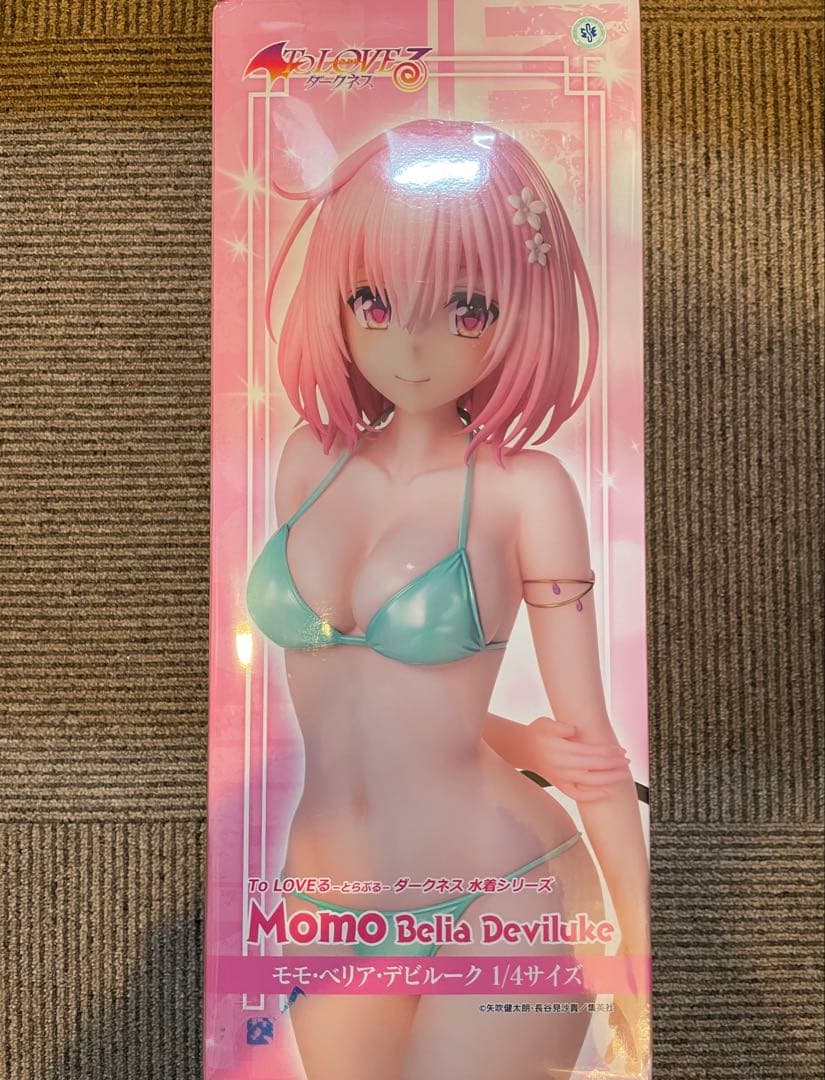 To LOVEる
ダークネス
To LOVEる -とらぶる- ダークネス 水着シリーズ
Momo Belia Deviluke
モモ・ベリア・デビルーク 1/4サイズ
©矢吹健太朗・長谷見沙貴／集英社